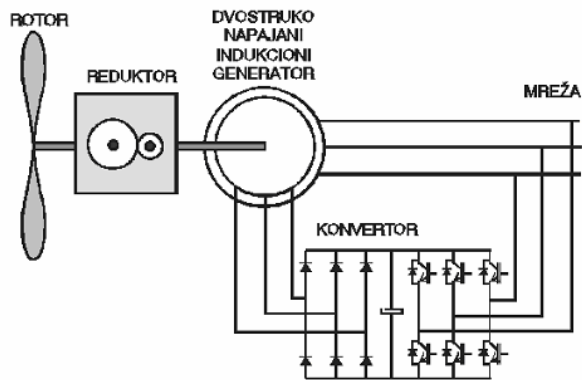 ROTOR
REDUKTOR
DVOSTRUKO
NAPAJANI
INDUKCIONI
GENERATOR
MREŽA
KONVERTOR